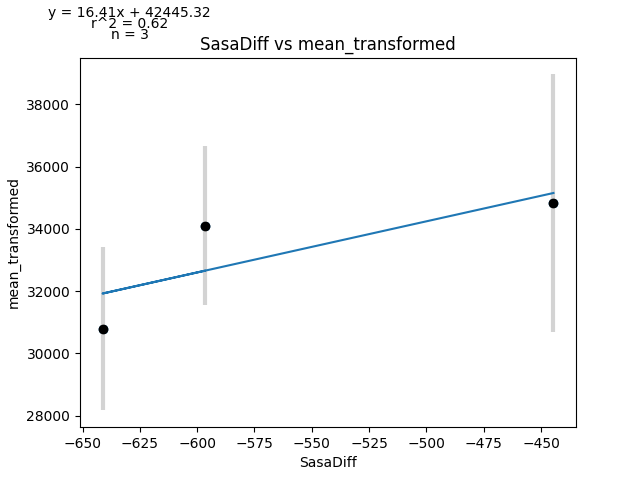 y = 16.41x + 42445.32
r^2 = 0.62
n = 3
SasaDiff vs mean_transformed
38000
36000
34000
32000
30000
28000
mean_transformed
−650
−625
−600
−575
−550
−525
−500
−475
−450
SasaDiff